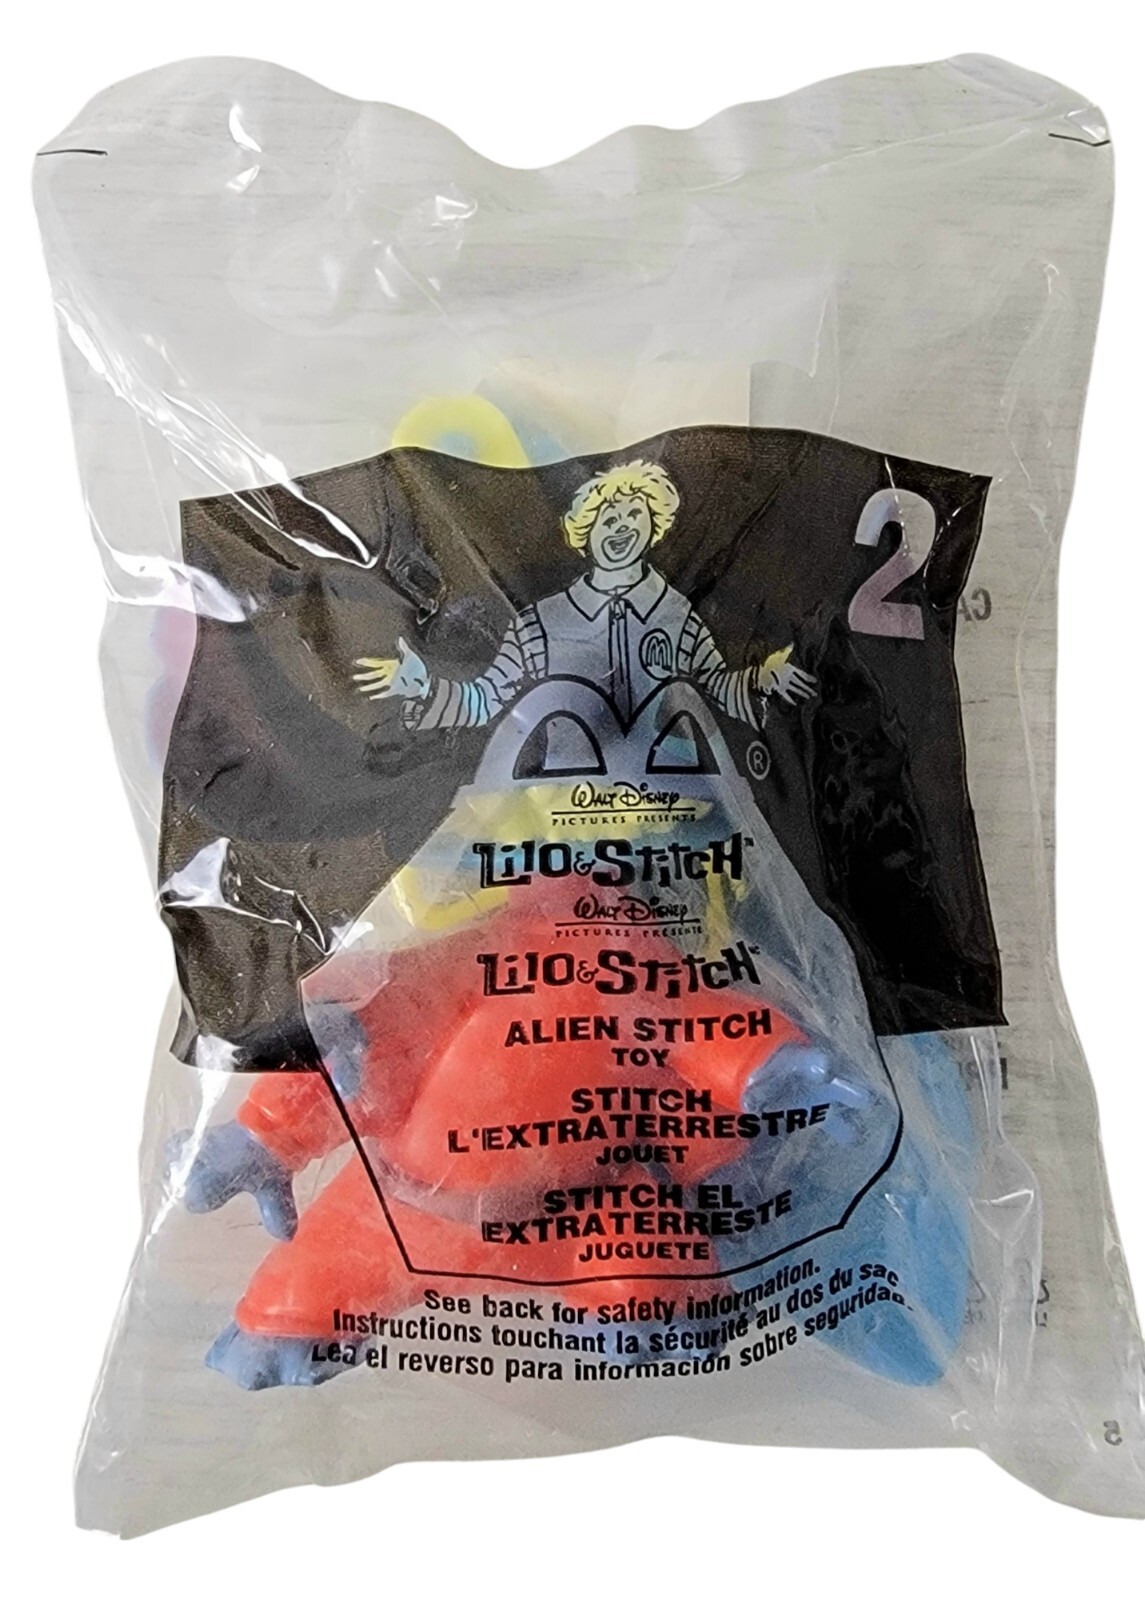 2
®
WALT DISNEY
PICTURES PRESENTS
LILO & STITCH™
WALT DISNEY
PICTURES PRÉSENTE
LILO & STITCH
ALIEN STITCH
TOY
STITCH
L'EXTRATERRESTRE
JOUET
STITCH EL
EXTRATERRESTE
JUGUETE
See back for safety information.
Instructions touchant la sécurité au dos du sac
Lea el reverso para información sobre seguridad.
5